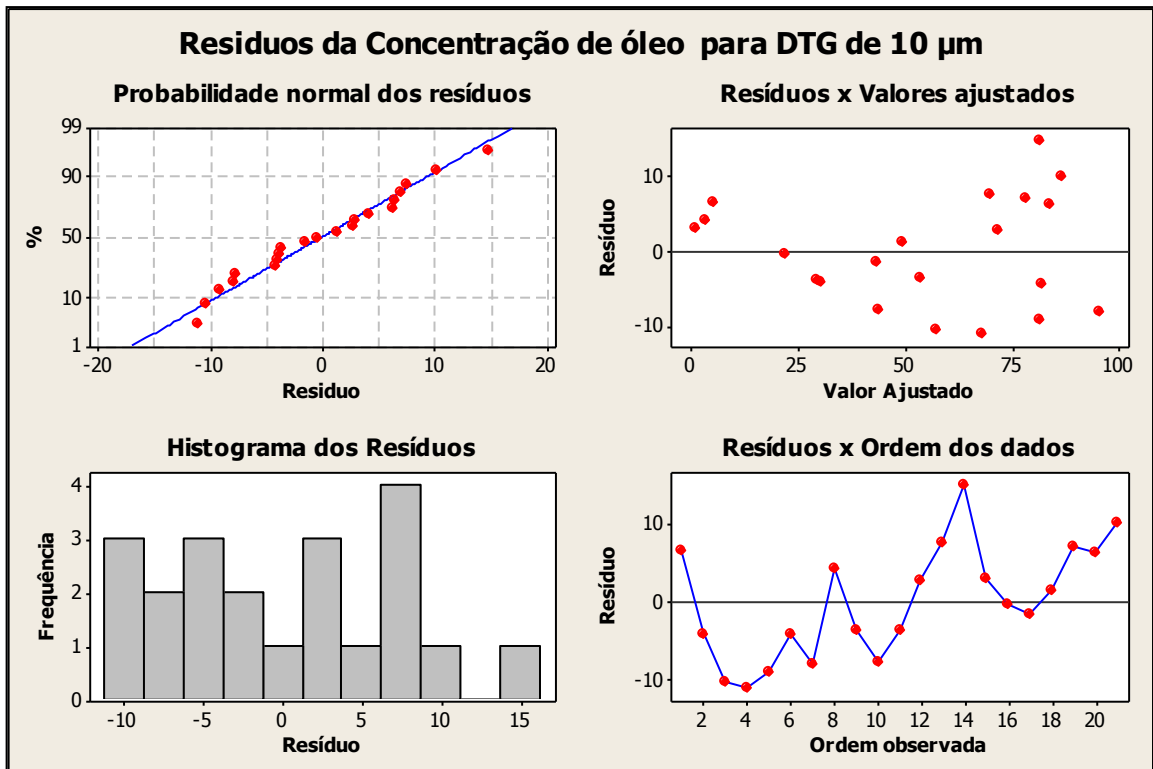 Residuos da Concentração de óleo para DTG de 10 µm
Probabilidade normal dos resíduos
99
90
50
10
1
%
-20 -10 0 10 20
Residuo
Resíduos x Valores ajustados
10
0
-10
Resíduo
0 25 50 75 100
Valor Ajustado
Histograma dos Resíduos
4
3
2
1
0
Frequência
-10 -5 0 5 10 15
Resíduo
Resíduos x Ordem dos dados
10
0
-10
Resíduo
2 4 6 8 10 12 14 16 18 20
Ordem observada